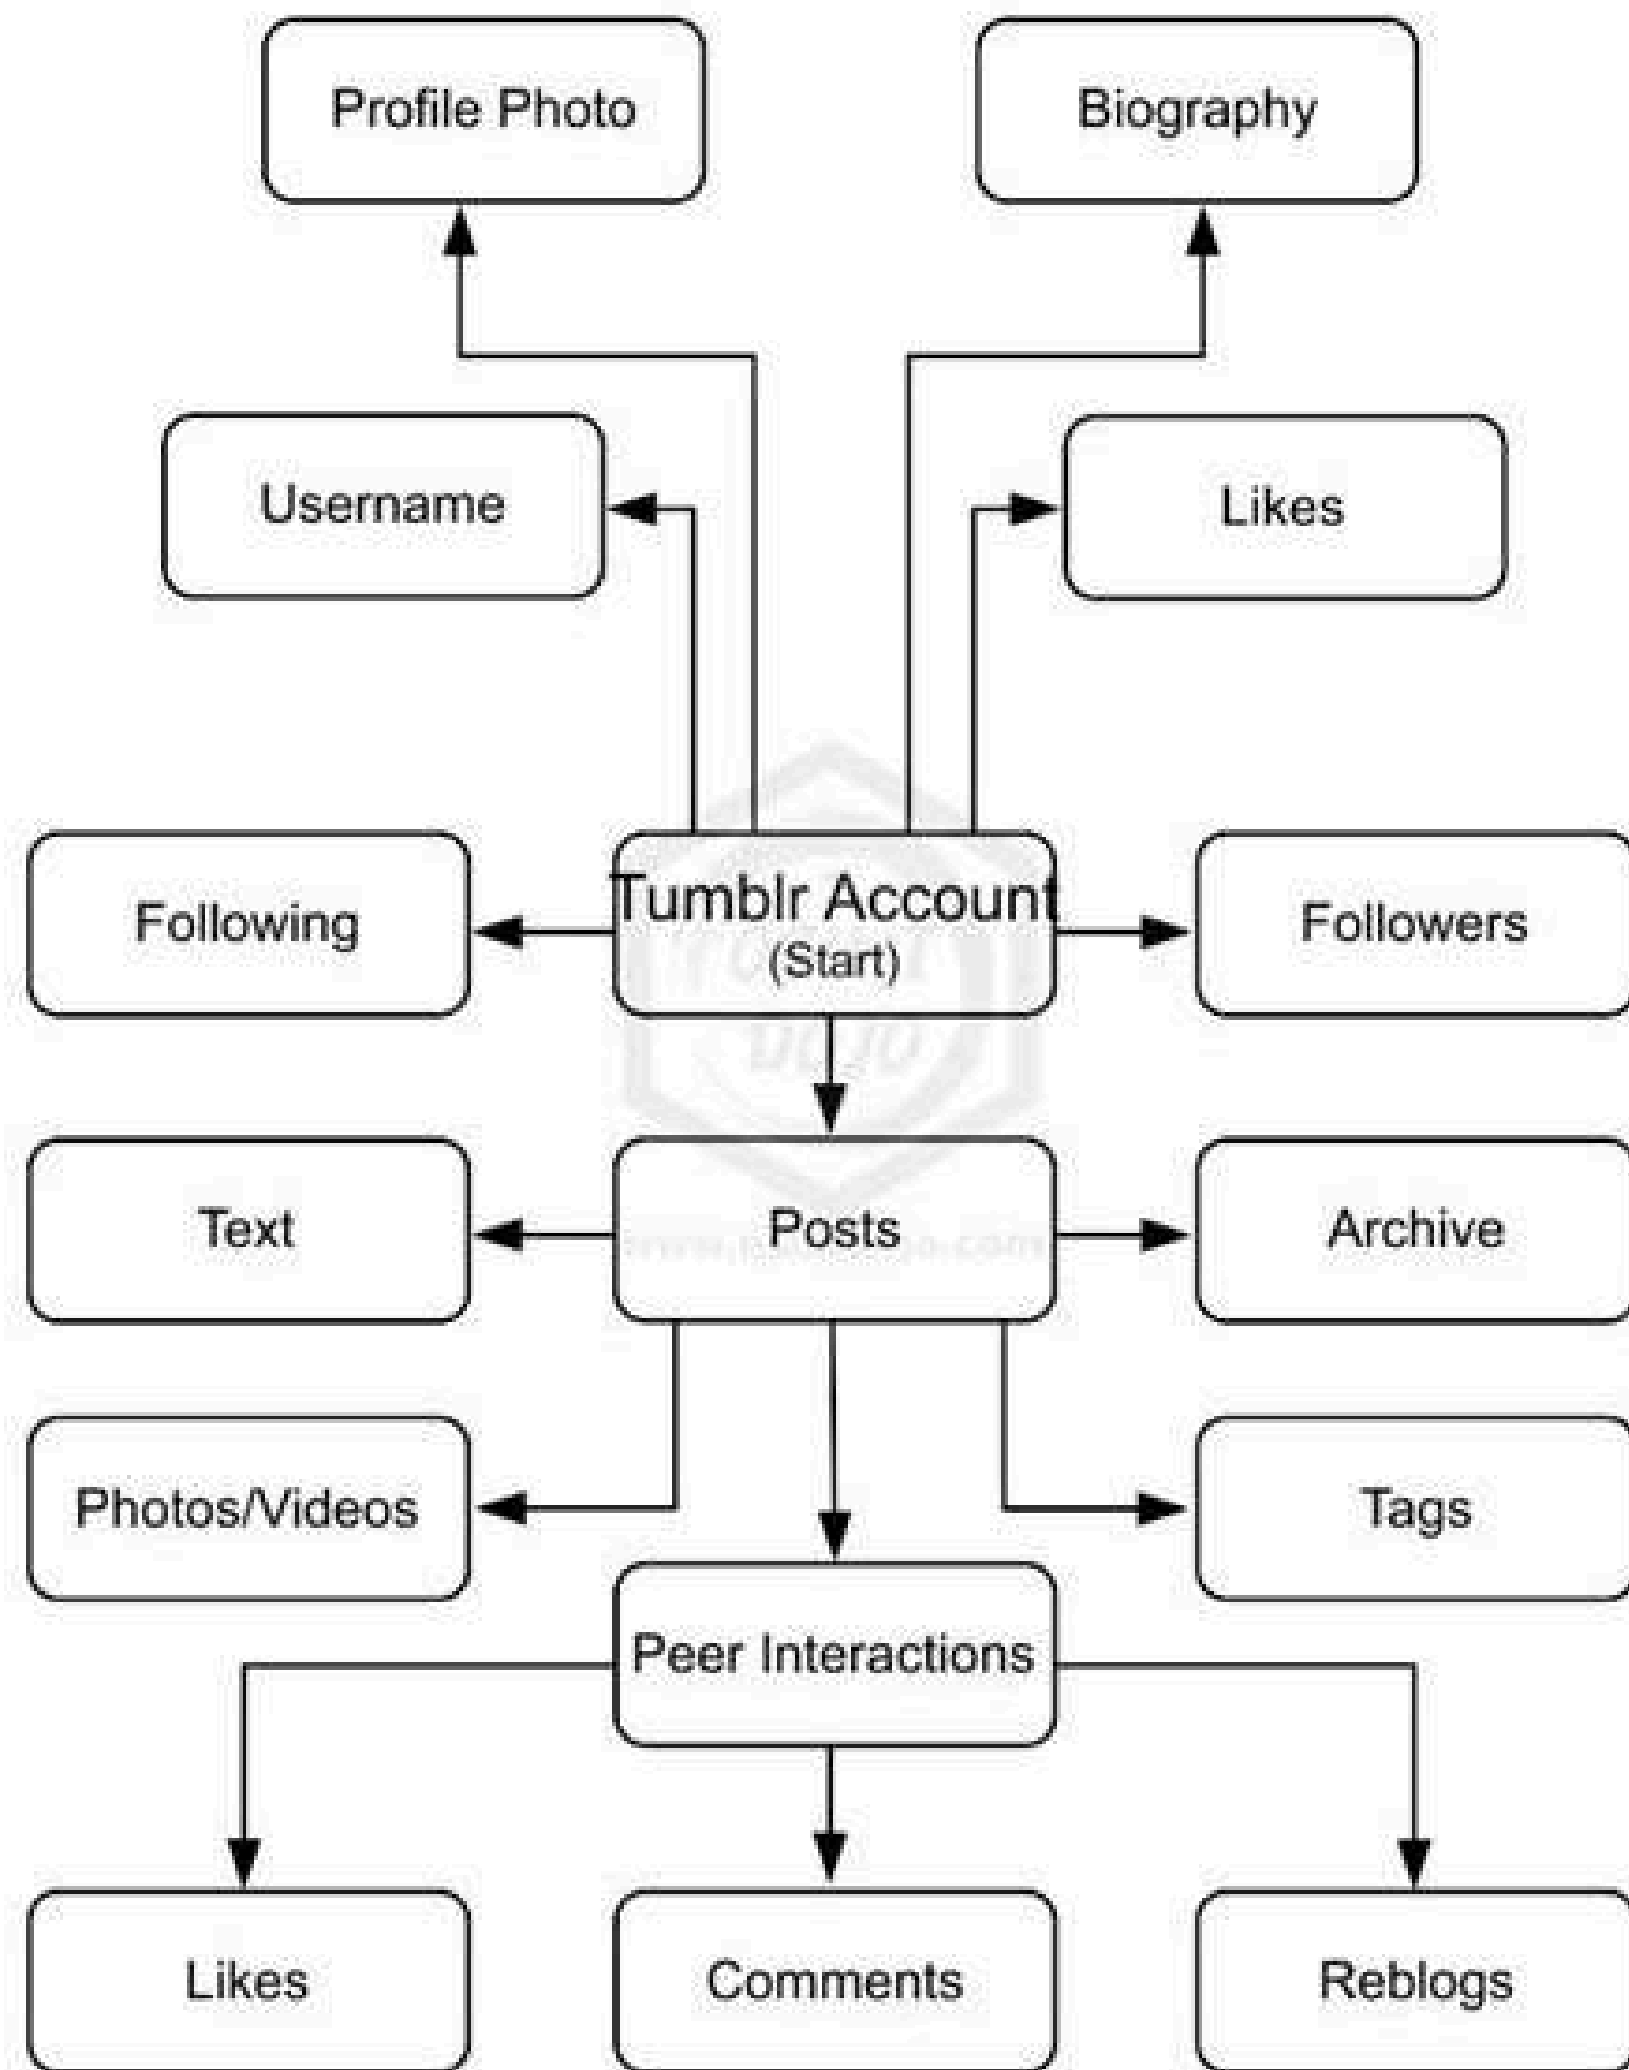 Profile Photo
Biography
Username
Likes
Following
Tumblr Account
(Start)
Followers
Text
Posts
Archive
Photos/Videos
Tags
Peer Interactions
Likes
Comments
Reblogs